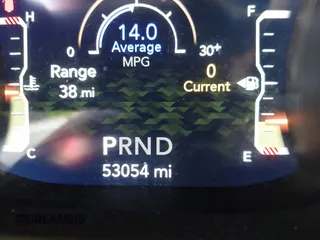 H
F
14.0
Average
MPG
0
30+
Range
38 mi
0
Current
C
E
PRND
53054 mi